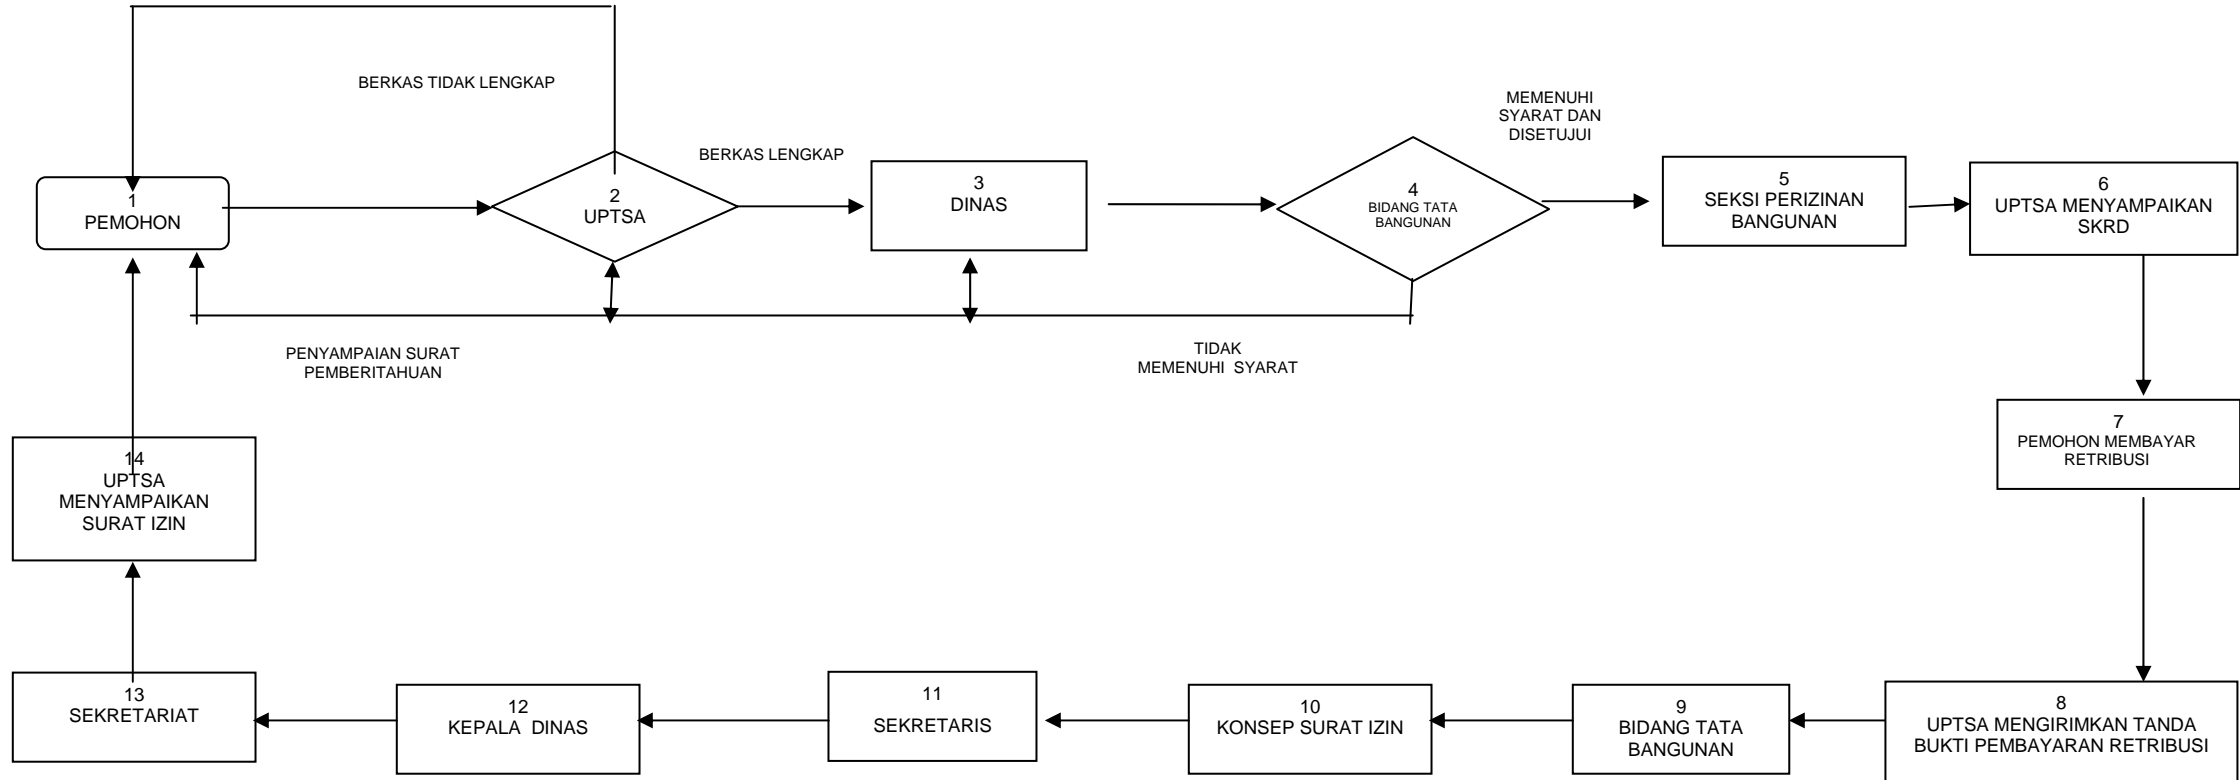 BERKAS TIDAK LENGKAP
MEMENUHI
SYARAT DAN
DISETUJUI
BERKAS LENGKAP
1
PEMOHON
2
UPTSA
3
DINAS
4
BIDANG TATA
BANGUNAN
5
SEKSI PERIZINAN
BANGUNAN
6
UPTSA MENYAMPAIKAN
SKRD
PENYAMPAIAN SURAT
PEMBERITAHUAN
TIDAK
MEMENUHI SYARAT
7
PEMOHON MEMBAYAR
RETRIBUSI
14
UPTSA
MENYAMPAIKAN
SURAT IZIN
13
SEKRETARIAT
12
KEPALA DINAS
11
SEKRETARIS
10
KONSEP SURAT IZIN
9
BIDANG TATA
BANGUNAN
8
UPTSA MENGIRIMKAN TANDA
BUKTI PEMBAYARAN RETRIBUSI